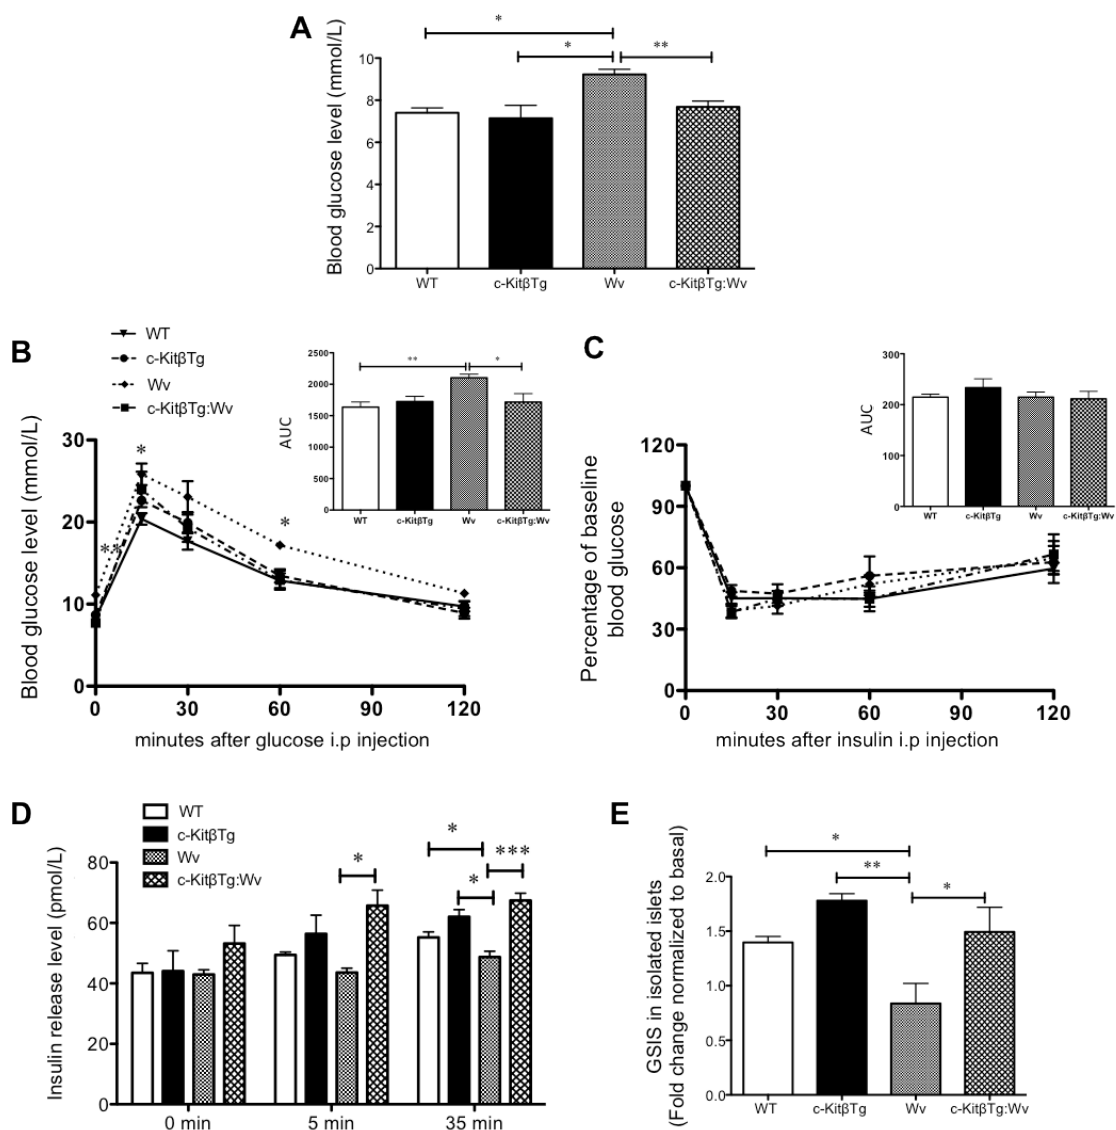 A
* 
*
**
Blood glucose level (mmol/L)
10
8
6
4
2
0
WT
c-KitβTg
Wv
c-KitβTg:Wv
B
WT
c-KitβTg
Wv
c-KitβTg:Wv
Blood glucose level (mmol/L)
30
20
10
0
*
**
*
0
30
60
90
120
minutes after glucose i.p injection
AUC
2500
2000
1500
1000
500
0
**
*
WT
c-KitβTg
Wv
c-KitβTg:Wv
C
Percentage of baseline
blood glucose
120
90
60
30
0
0
30
60
90
120
minutes after insulin i.p injection
AUC
300
200
100
0
WT
c-KitβTg
Wv
c-KitβTg:Wv
D
WT
c-KitβTg
Wv
c-KitβTg:Wv
Insulin release level (pmol/L)
80
60
40
20
0
*
*
*
***
0 min
5 min
35 min
E
GSIS in isolated islets
(Fold change normalized to basal)
2.0
1.5
1.0
0.5
0.0
*
**
*
WT
c-KitβTg
Wv
c-KitβTg:Wv